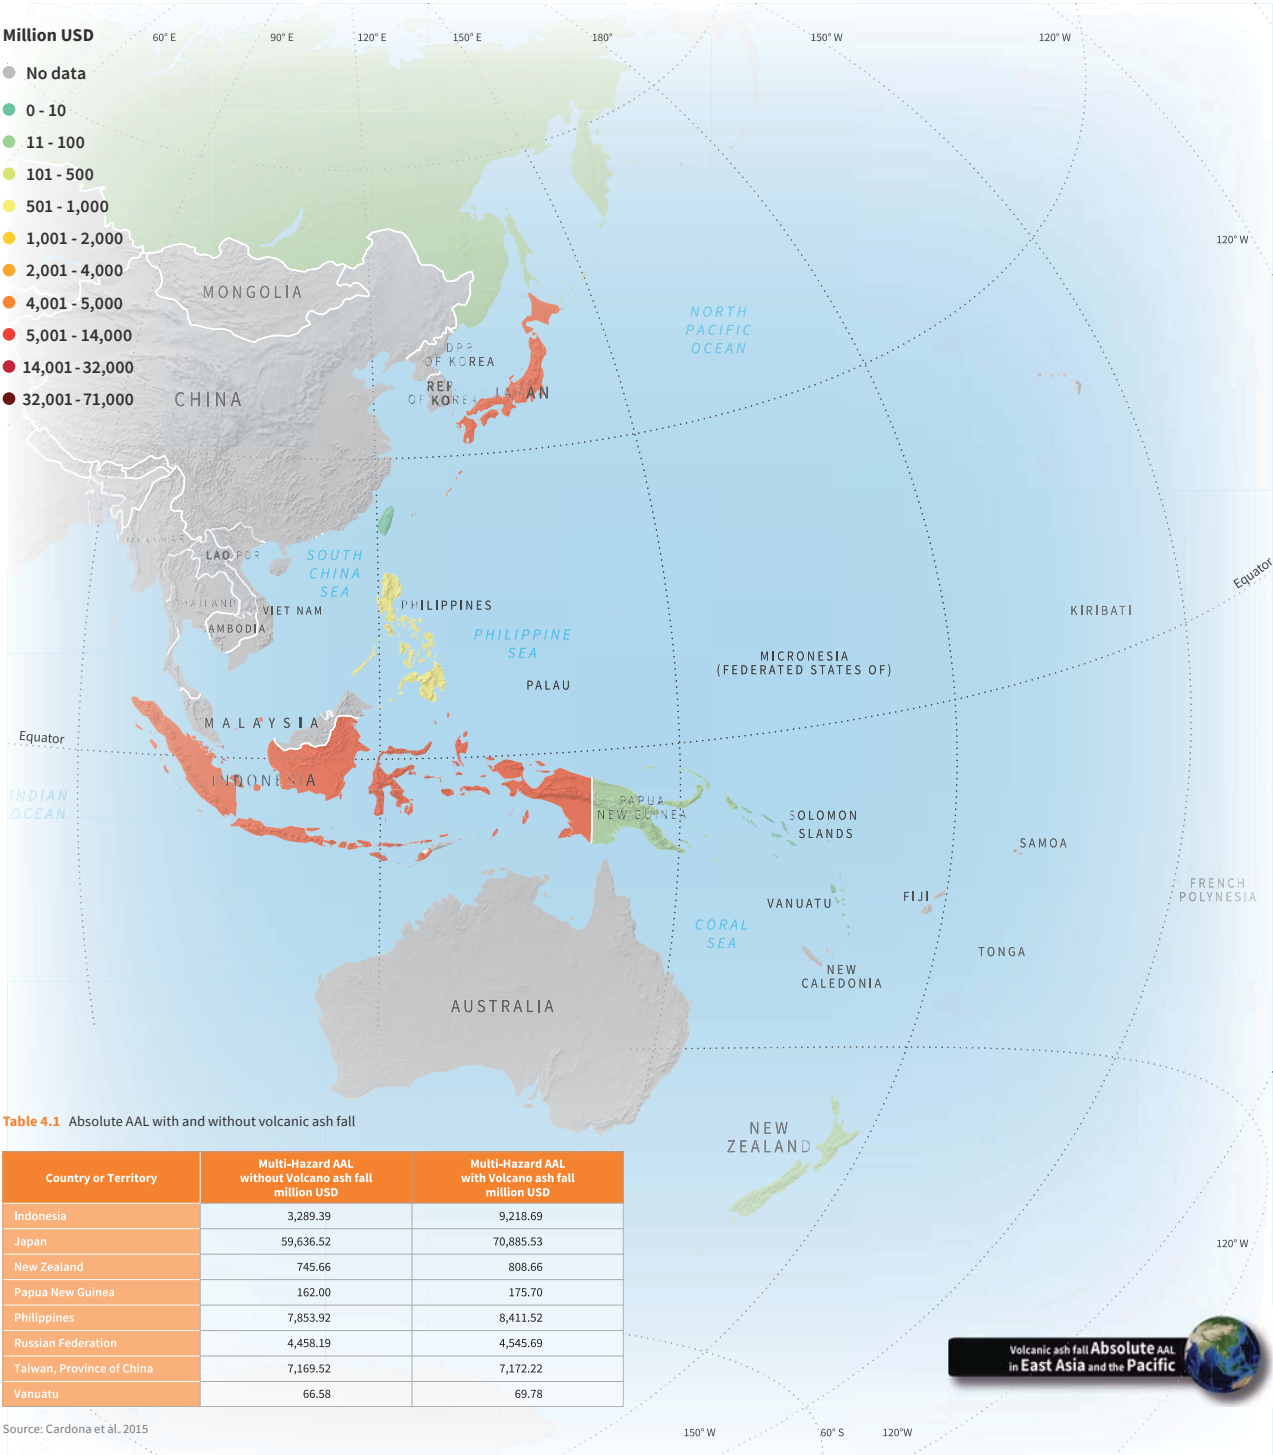 Million USD
60° E 90° E 120° E 150° E 180° 150° W 120° W
No data
0 - 10
11 - 100
101 - 500
501 - 1,000
1,001 - 2,000
2,001 - 4,000
4,001 - 5,000
5,001 - 14,000
14,001 - 32,000
32,001 - 71,000
120° W
MONGOLIA
NORTH
PACIFIC
OCEAN
DPR
OF KOREA
REP
OF KOREA
JAPAN
CHINA
MYANMAR
LAO PDR
SOUTH
CHINA
SEA
THAILAND
VIET NAM
AMBODIA
PHILIPPINES
PHILIPPINE
SEA
PALAU
MICRONESIA
(FEDERATED STATES OF)
KIRIBATI
Equator
MALAYSIA
Equator
INDONESIA
INDIAN
OCEAN
PAPUA
NEW GUINEA
SOLOMON
SLANDS
SAMOA
FRENCH
POLYNESIA
VANUATU
FIJI
CORAL
SEA
TONGA
NEW
CALEDONIA
AUSTRALIA
NEW
ZEALAND
Table 4.1 Absolute AAL with and without volcanic ash fall
Country or Territory
Multi-Hazard AAL
without Volcano ash fall
million USD
Multi-Hazard AAL
with Volcano ash fall
million USD
Indonesia 3,289.39 9,218.69
Japan 59,636.52 70,885.53
New Zealand 745.66 808.66
Papua New Guinea 162.00 175.70
Philippines 7,853.92 8,411.52
Russian Federation 4,458.19 4,545.69
Taiwan, Province of China 7,169.52 7,172.22
Vanuatu 66.58 69.78
Source: Cardona et al. 2015
120° W
Volcanic ash fall Absolute AAL
in East Asia and the Pacific
150° W 60° S 120°W